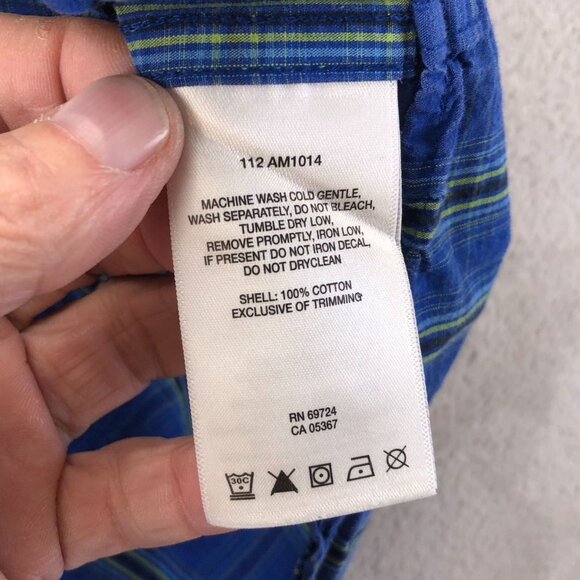 112 AM1014
MACHINE WASH COLD GENTLE,
WASH SEPARATELY, DO NOT BLEACH,
TUMBLE DRY LOW,
REMOVE PROMPTLY, IRON LOW,
IF PRESENT DO NOT IRON DECAL,
DO NOT DRYCLEAN
SHELL: 100% COTTON
EXCLUSIVE OF TRIMMING
RN 69724
CA 05367
30C